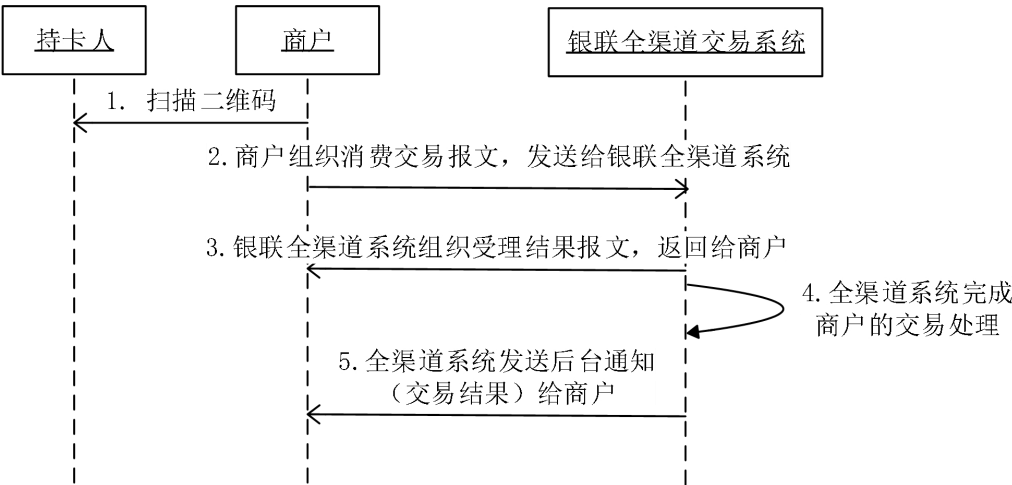 持卡人
商户
银联全渠道交易系统
1. 扫描二维码
2.商户组织消费交易报文，发送给银联全渠道系统
3.银联全渠道系统组织受理结果报文，返回给商户
4.全渠道系统完成
商户的交易处理
5.全渠道系统发送后台通知
（交易结果）给商户